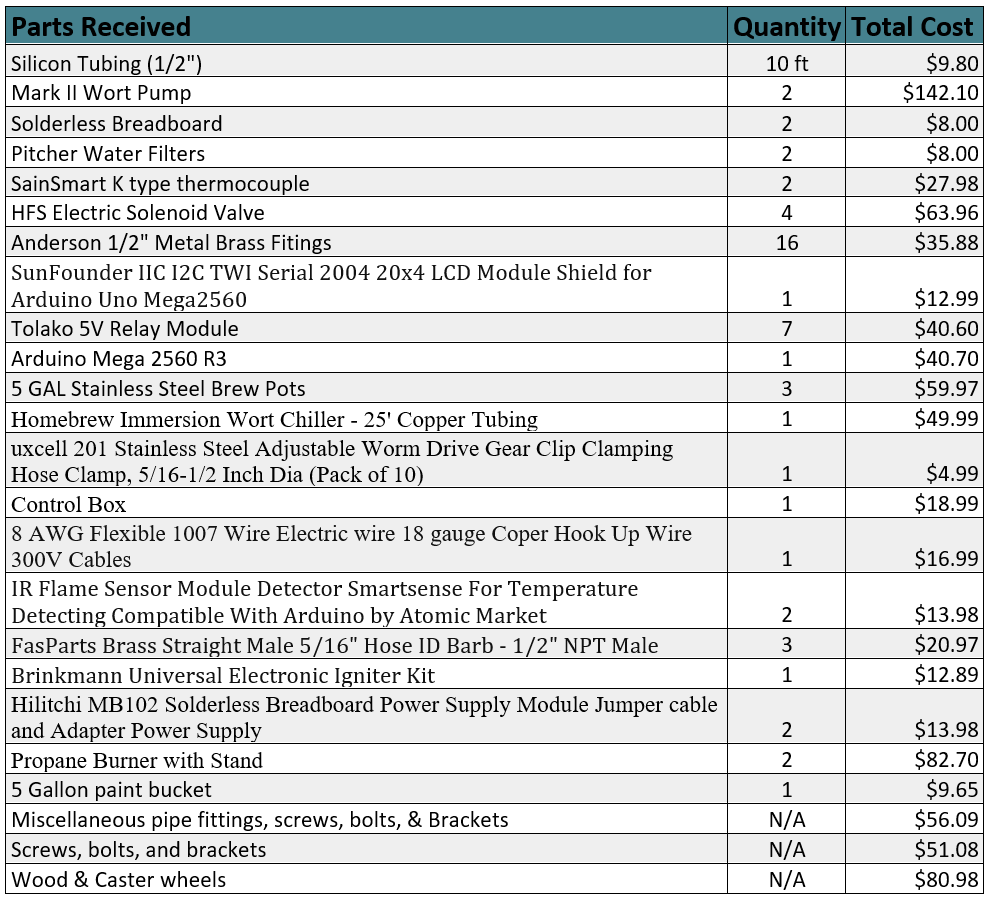 Parts Received Quantity Total Cost
Silicon Tubing (1/2") 10 ft $9.80
Mark II Wort Pump 2 $142.10
Solderless Breadboard 2 $8.00
Pitcher Water Filters 2 $8.00
SainSmart K type thermocouple 2 $27.98
HFS Electric Solenoid Valve 4 $63.96
Anderson 1/2" Metal Brass Fitings 16 $35.88
SunFounder IIC I2C TWI Serial 2004 20x4 LCD Module Shield for
Arduino Uno Mega2560 1 $12.99
Tolako 5V Relay Module 7 $40.60
Arduino Mega 2560 R3 1 $40.70
5 GAL Stainless Steel Brew Pots 3 $59.97
Homebrew Immersion Wort Chiller - 25' Copper Tubing 1 $49.99
uxcell 201 Stainless Steel Adjustable Worm Drive Gear Clip Clamping
Hose Clamp, 5/16-1/2 Inch Dia (Pack of 10) 1 $4.99
Control Box 1 $18.99
8 AWG Flexible 1007 Wire Electric wire 18 gauge Coper Hook Up Wire
300V Cables 1 $16.99
IR Flame Sensor Module Detector Smartsense For Temperature
Detecting Compatible With Arduino by Atomic Market 2 $13.98
FasParts Brass Straight Male 5/16" Hose ID Barb - 1/2" NPT Male 3 $20.97
Brinkmann Universal Electronic Igniter Kit 1 $12.89
Hilitchi MB102 Solderless Breadboard Power Supply Module Jumper cable
and Adapter Power Supply 2 $13.98
Propane Burner with Stand 2 $82.70
5 Gallon paint bucket 1 $9.65
Miscellaneous pipe fittings, screws, bolts, & Brackets N/A $56.09
Screws, bolts, and brackets N/A $51.08
Wood & Caster wheels N/A $80.98